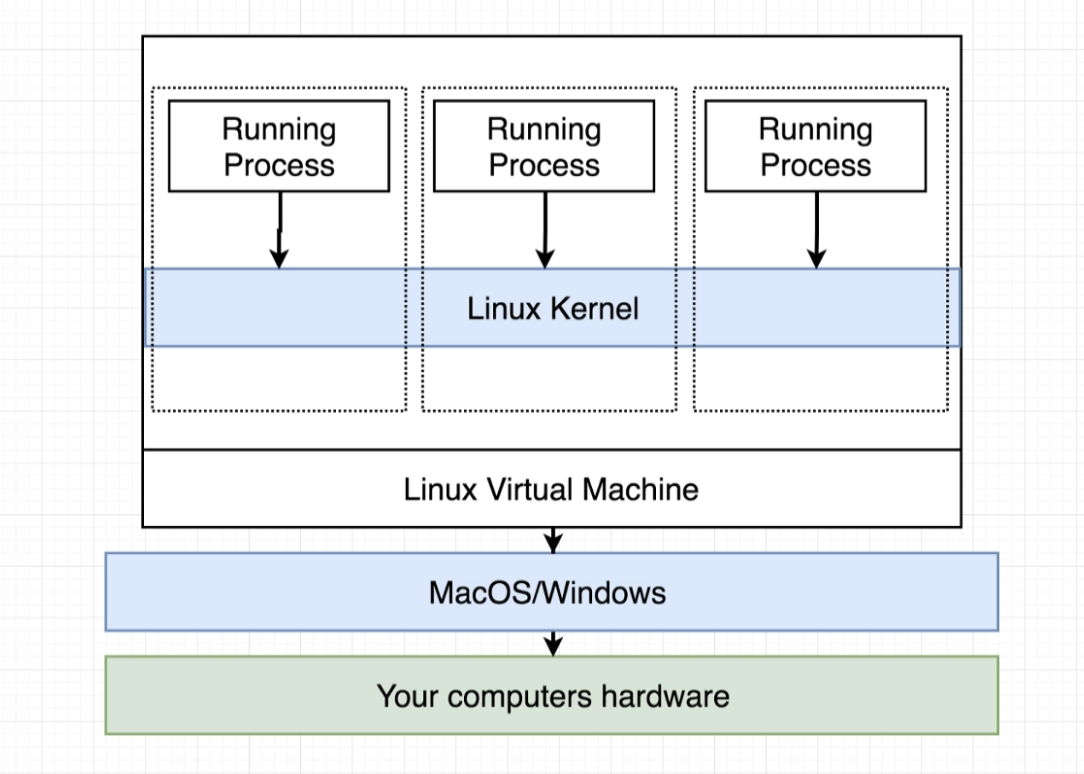 Running
Process
Running
Process
Running
Process
Linux Kernel
Linux Virtual Machine
MacOS/Windows
Your computers hardware